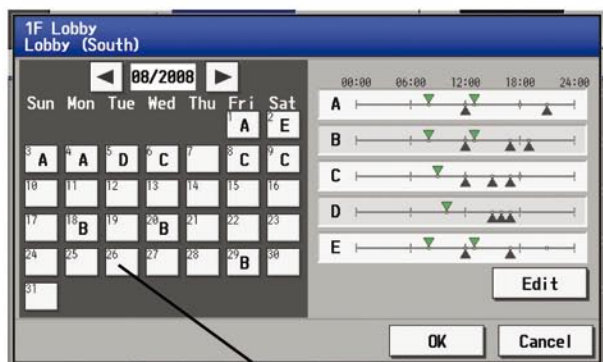 1F Lobby
Lobby (South)
08/2008
Sun Mon Tue Wed Thu Fri Sat
1 A 2 E
3 A 4 A 5 D 6 C 7 8 C 9 C
10 11 12 13 14 15 16
17 18 B 19 20 B 21 22 23
24 25 26 27 28 29 B 30
31
00:00 06:00 12:00 18:00 24:00
A
B
C
D
E
Edit
OK Cancel